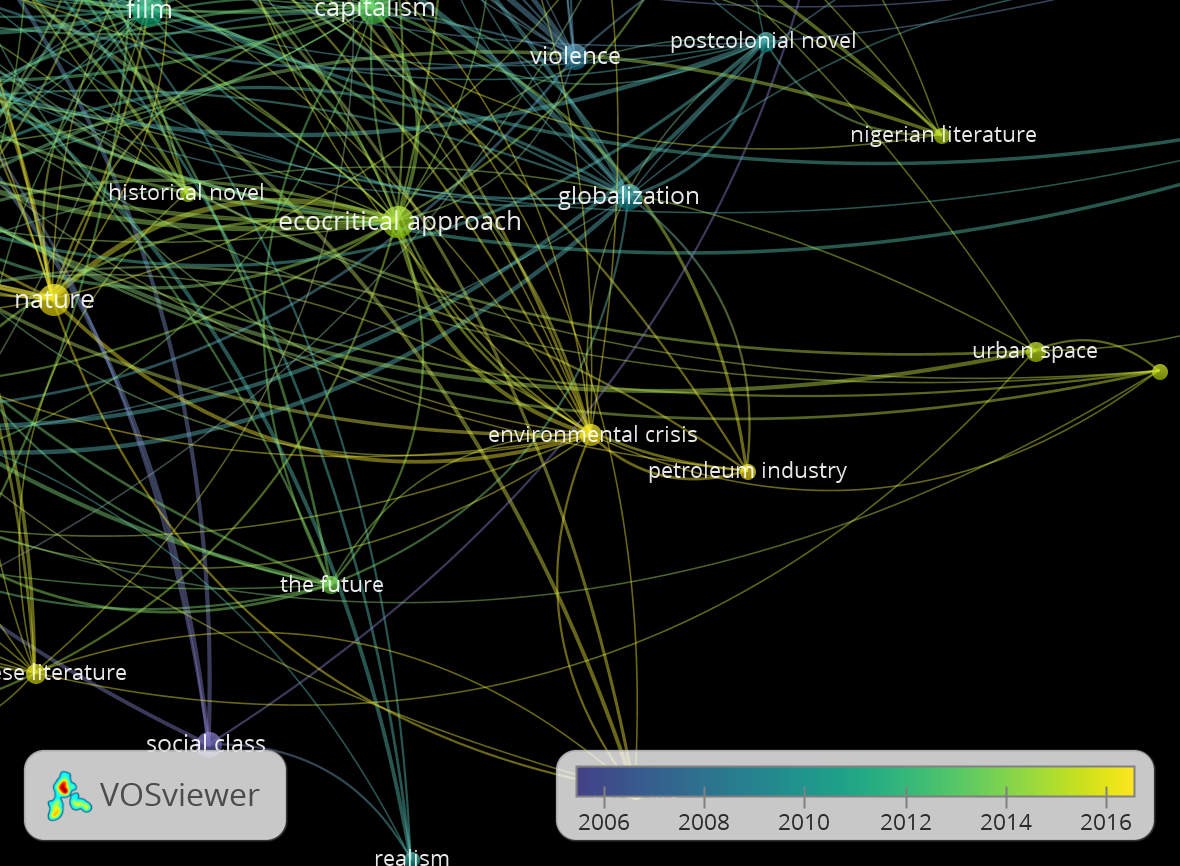 film
capitalism
violence
postcolonial novel
nigerian literature
historical novel
globalization
ecocritical approach
nature
urban space
environmental crisis
petroleum industry
the future
ese literature
social class
VOSviewer
2006 2008 2010 2012 2014 2016
realism